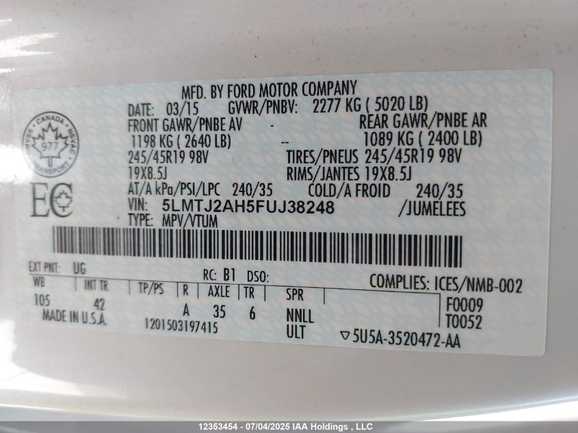 MFD. BY FORD MOTOR COMPANY
DATE: 03/15 GVWR/PNBV: 2277 KG ( 5020 LB)
FRONT GAWR/PNBE AV - REAR GAWR/PNBE AR
1198 KG ( 2640 LB) -- 1089 KG ( 2400 LB)
245/45R19 98V TIRES/PNEUS 245/45R19 98V
19X8.5J RIMS/JANTES 19X8.5J
AT/A kPa/PSI/LPC 240/35 COLD/A FROID 240/35
VIN: 5LMTJ2AH5FUJ38248 /JUMELEES
TYPE: MPV/VTUM
CANADA
977
EC
EXT PNT: UG RC: B1 DSO: COMPLIES: ICES/NMB-002
WB INT TR TP/PS R AXLE TR SPR F0009
105 42 A 35 6 NNLL T0052
MADE IN U.S.A. 1201503197415 ULT ▽5U5A-3520472-AA
12353454 - 07/04/2025 IAA Holdings , LLC